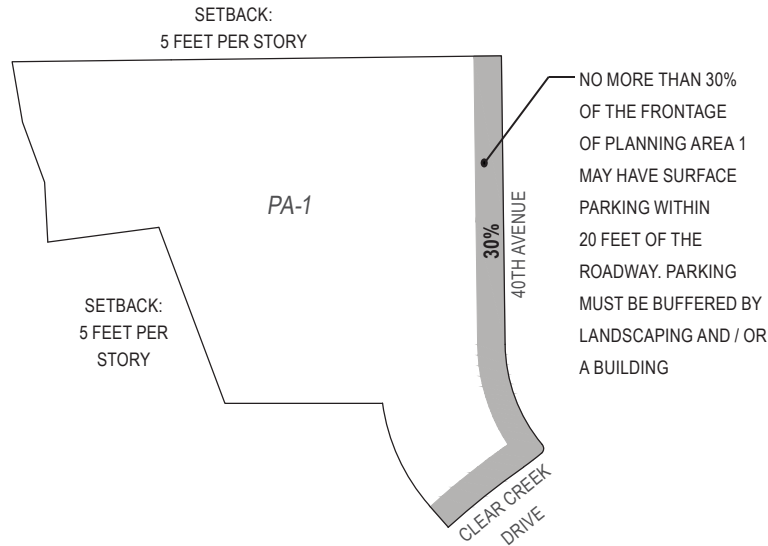 SETBACK:
5 FEET PER STORY
NO MORE THAN 30%
OF THE FRONTAGE
OF PLANNING AREA 1
MAY HAVE SURFACE
PARKING WITHIN
20 FEET OF THE
ROADWAY. PARKING
MUST BE BUFFERED BY
LANDSCAPING AND / OR
A BUILDING
PA-1
30%
40TH AVENUE
SETBACK:
5 FEET PER
STORY
CLEAR CREEK
DRIVE